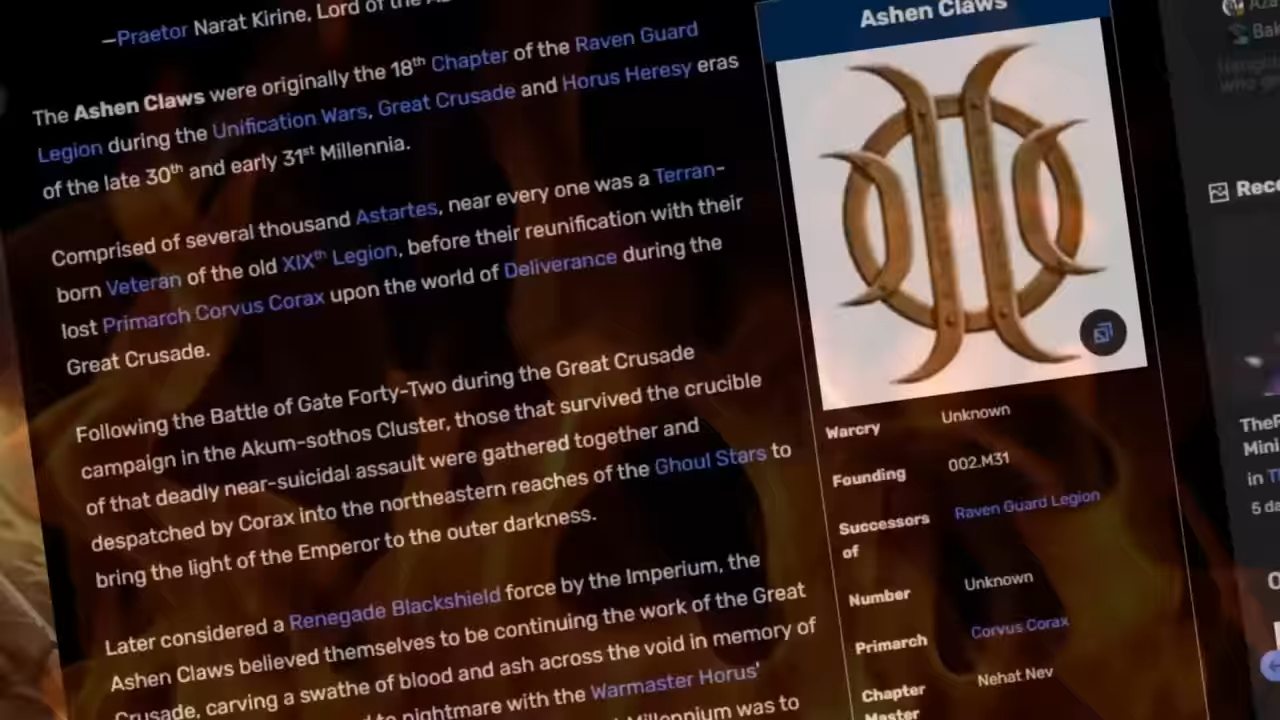 —Praetor Narat Kirine, Lord of the
The Ashen Claws were originally the 18th Chapter of the Raven Guard
Legion during the Unification Wars, Great Crusade and Horus Heresy eras
of the late 30th and early 31st Millennia.
Comprised of several thousand Astartes, near every one was a Terran-
born Veteran of the old XIXth Legion, before their reunification with their
lost Primarch Corvus Corax upon the world of Deliverance during the
Great Crusade.
Following the Battle of Gate Forty-Two during the Great Crusade
campaign in the Akum-sothos Cluster, those that survived the crucible
of that deadly near-suicidal assault were gathered together and
despatched by Corax into the northeastern reaches of the Ghoul Stars to
bring the light of the Emperor to the outer darkness.
Later considered a Renegade Blackshield force by the Imperium, the
Ashen Claws believed themselves to be continuing the work of the Great
Crusade, carving a swathe of blood and ash across the void in memory of
nightmare with the Warmaster Horus'
Millennium was to
Ashen Claws
Warcry Unknown
Founding 002.M31
Successors of Raven Guard Legion
Number Unknown
Primarch Corvus Corax
Chapter Master Nehat Nev
Bal
who
Rec
TheF
Mini
in T
5 da